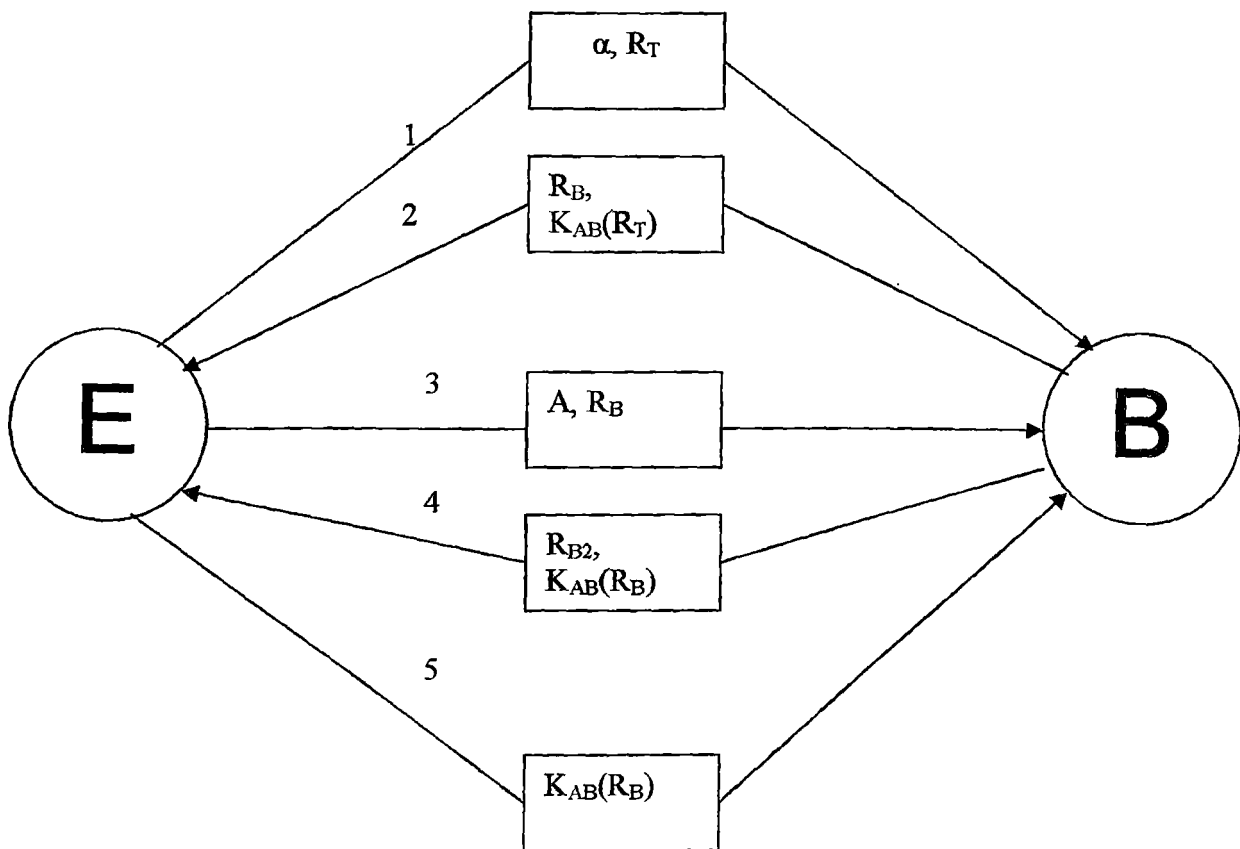 α, R_T
1
R_B,
K_AB(R_T)
2
E
B
3
A, R_B
4
R_B2,
K_AB(R_B)
5
K_AB(R_B)